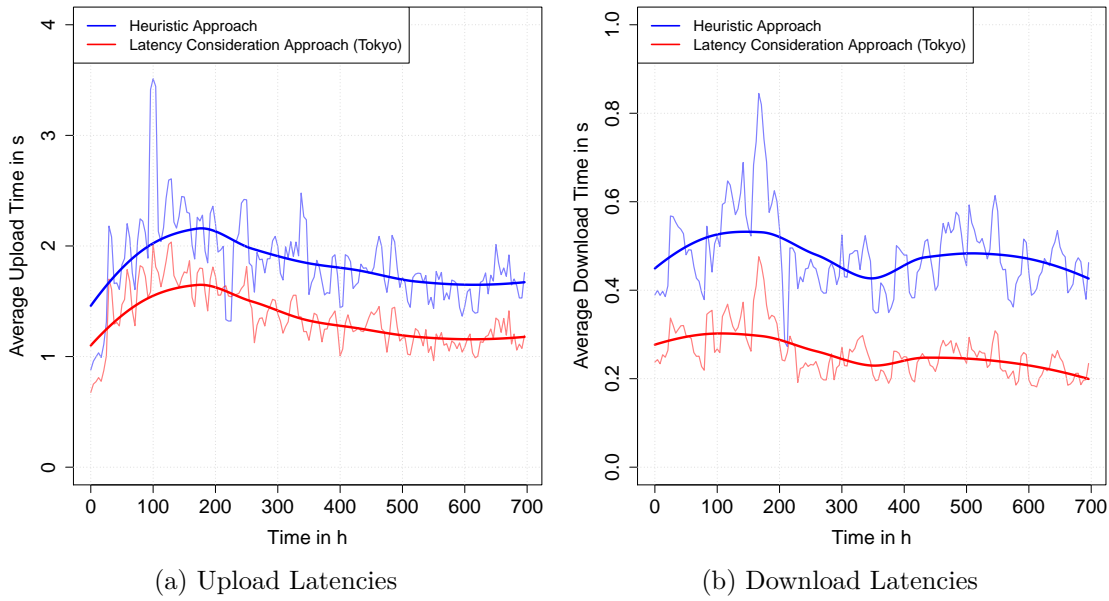 Heuristic Approach
Latency Consideration Approach (Tokyo)
Average Upload Time in s
4
3
2
1
0
0 100 200 300 400 500 600 700
Time in h
(a) Upload Latencies
Heuristic Approach
Latency Consideration Approach (Tokyo)
Average Download Time in s
1.0
0.8
0.6
0.4
0.2
0.0
0 100 200 300 400 500 600 700
Time in h
(b) Download Latencies